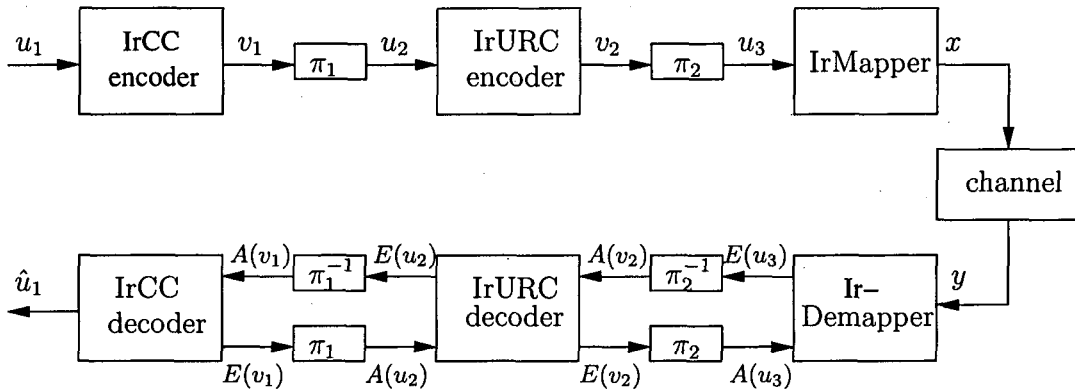 u₁ IrCC encoder v₁ π₁ u₂ IrURC encoder v₂ π₂ u₃ IrMapper x
channel
û₁ IrCC decoder A(v₁) π₁⁻¹ E(u₂) IrURC decoder A(v₂) π₂⁻¹ E(u₃) Ir– Demapper y
E(v₁) π₁ A(u₂) E(v₂) π₂ A(u₃)